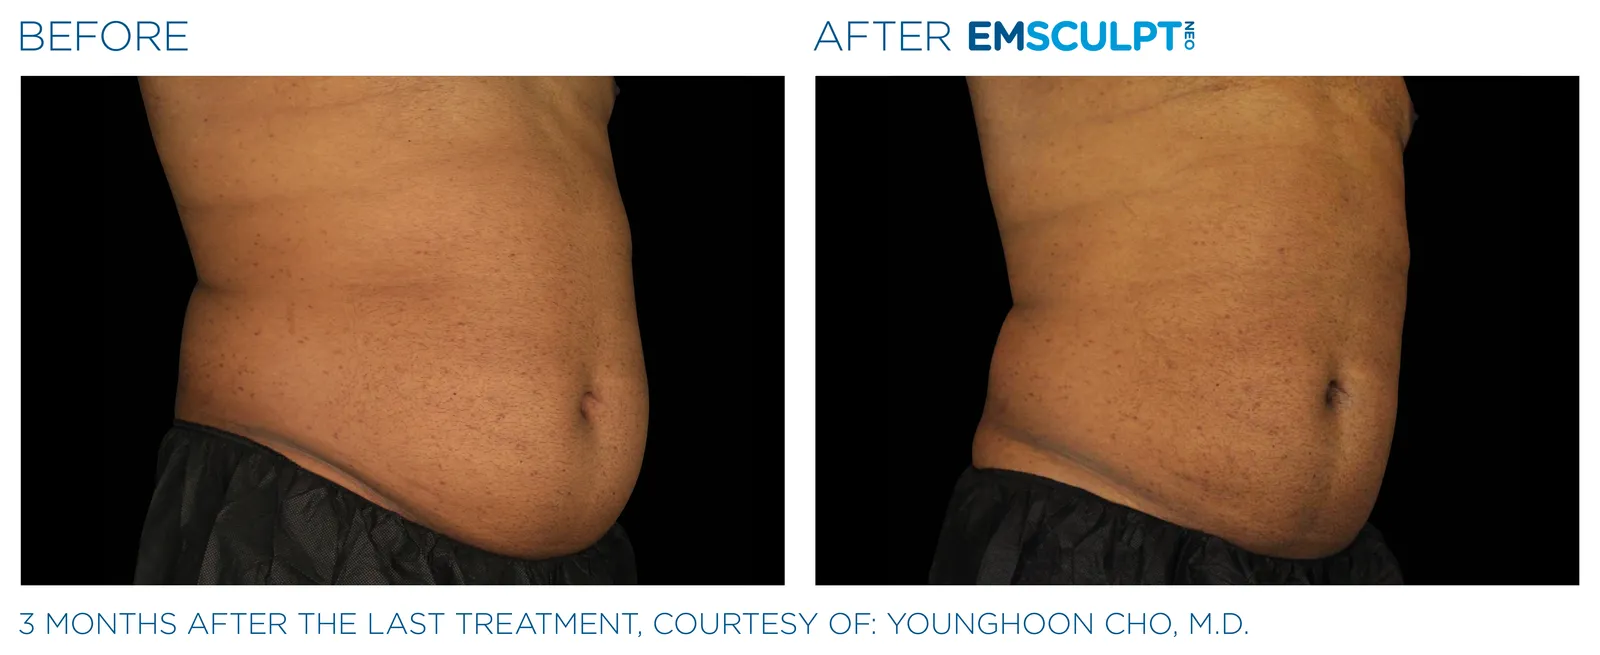 BEFORE
AFTER EMSCULPT NEO
3 MONTHS AFTER THE LAST TREATMENT, COURTESY OF: YOUNGHOON CHO, M.D.